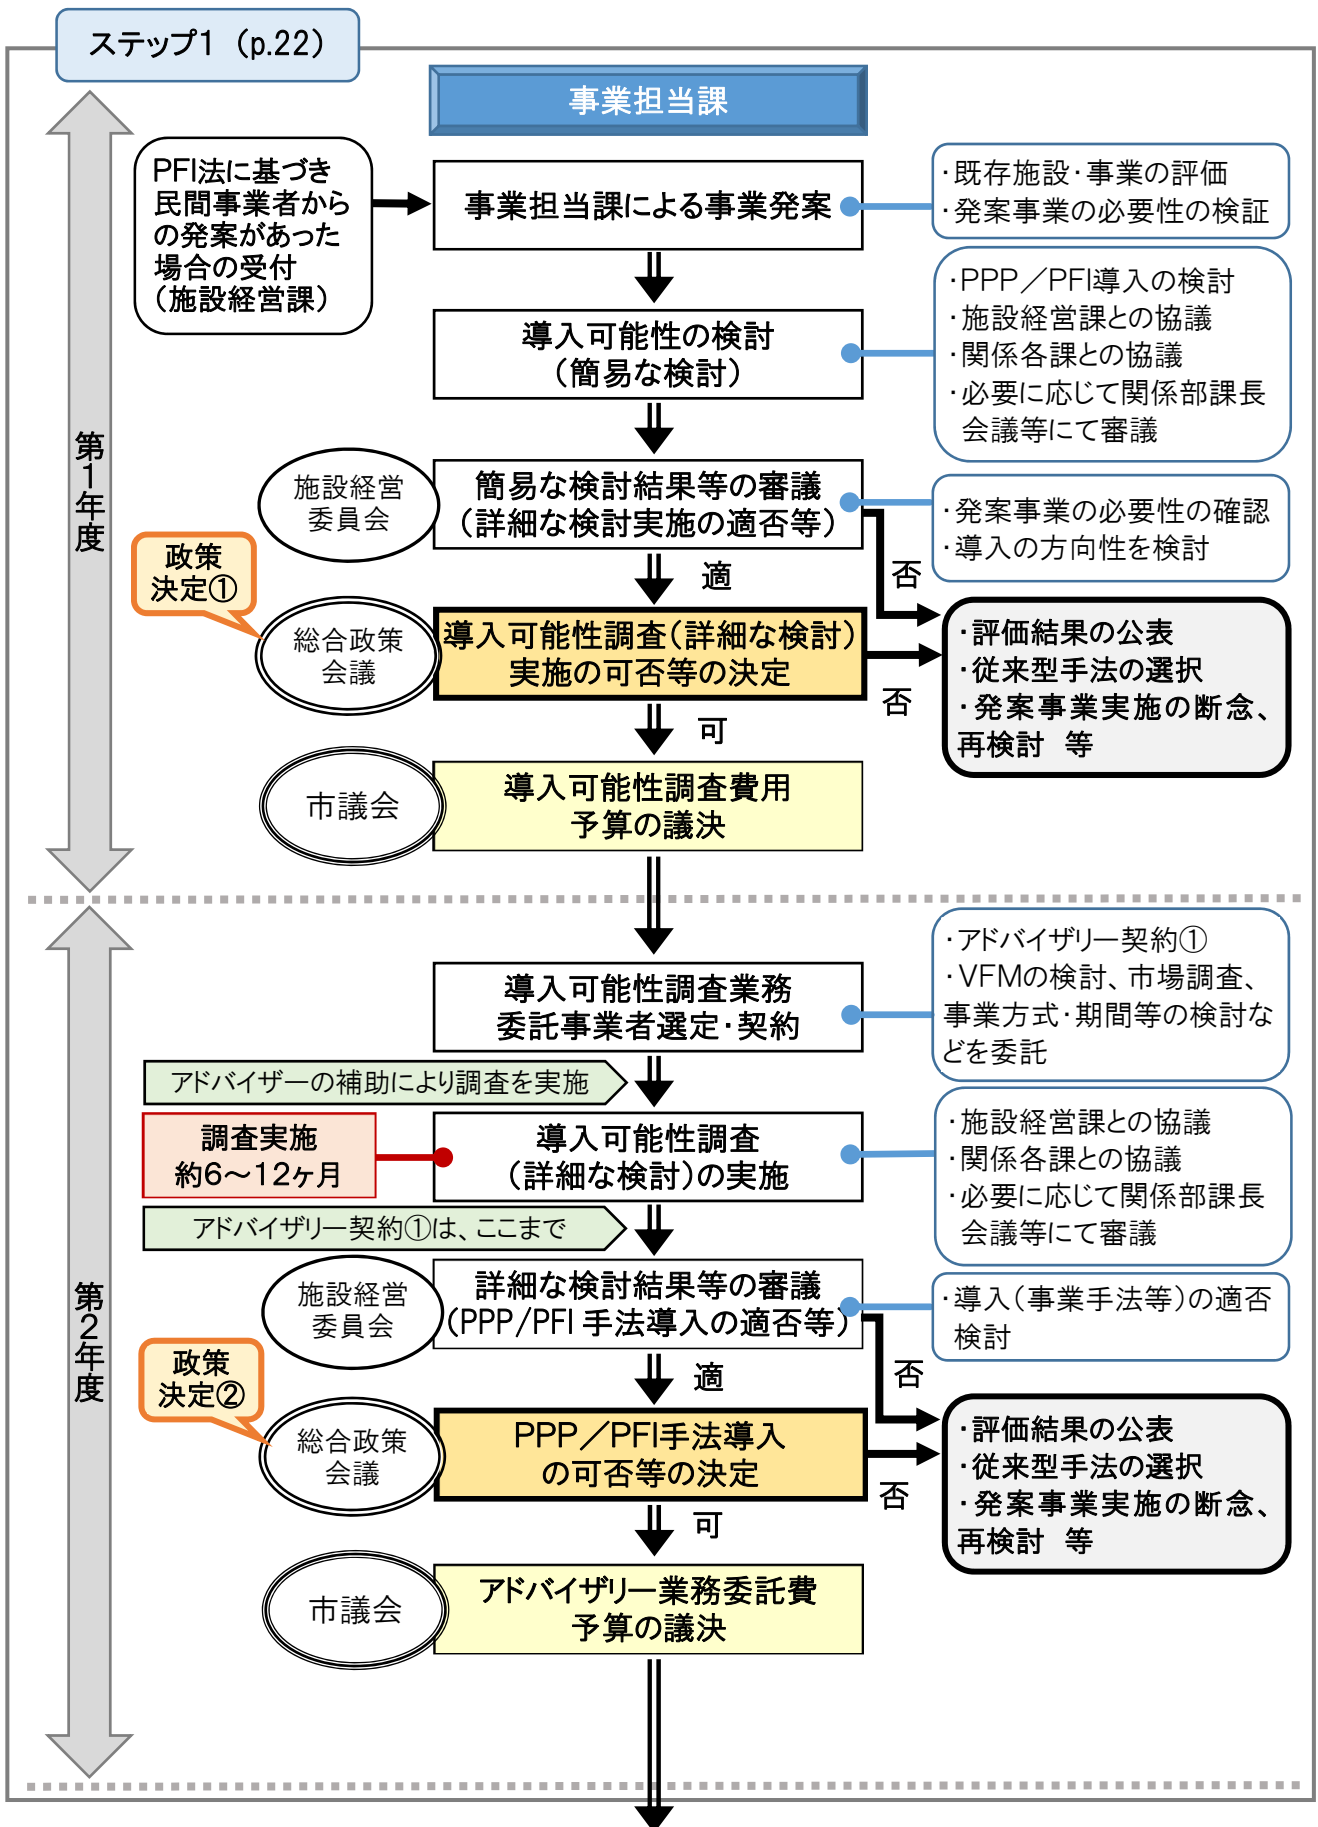 ステップ1（p.22）
事業担当課
PFI法に基づき
民間事業者から
の発案があった
場合の受付
（施設経営課）
事業担当課による事業発案
・既存施設・事業の評価
・発案事業の必要性の検証
導入可能性の検討
（簡易な検討）
・PPP／PFI導入の検討
・施設経営課との協議
・関係各課との協議
・必要に応じて関係部課長
会議等にて審議
第1年度
施設経営
委員会
簡易な検討結果等の審議
（詳細な検討実施の適否等）
・発案事業の必要性の確認
・導入の方向性を検討
適
否
政策
決定①
総合政策
会議
導入可能性調査（詳細な検討）
実施の可否等の決定
否
可
・評価結果の公表
・従来型手法の選択
・発案事業実施の断念、
再検討　等
市議会
導入可能性調査費用
予算の議決
導入可能性調査業務
委託事業者選定・契約
・アドバイザリー契約①
・VFMの検討、市場調査、
事業方式・期間等の検討な
どを委託
アドバイザーの補助により調査を実施
調査実施
約6～12ヶ月
導入可能性調査
（詳細な検討）の実施
・施設経営課との協議
・関係各課との協議
・必要に応じて関係部課長
会議等にて審議
アドバイザリー契約①は、ここまで
第2年度
施設経営
委員会
詳細な検討結果等の審議
（PPP/PFI 手法導入の適否等）
・導入（事業手法等）の適否
検討
適
否
政策
決定②
総合政策
会議
PPP／PFI手法導入
の可否等の決定
否
可
・評価結果の公表
・従来型手法の選択
・発案事業実施の断念、
再検討　等
市議会
アドバイザリー業務委託費
予算の議決